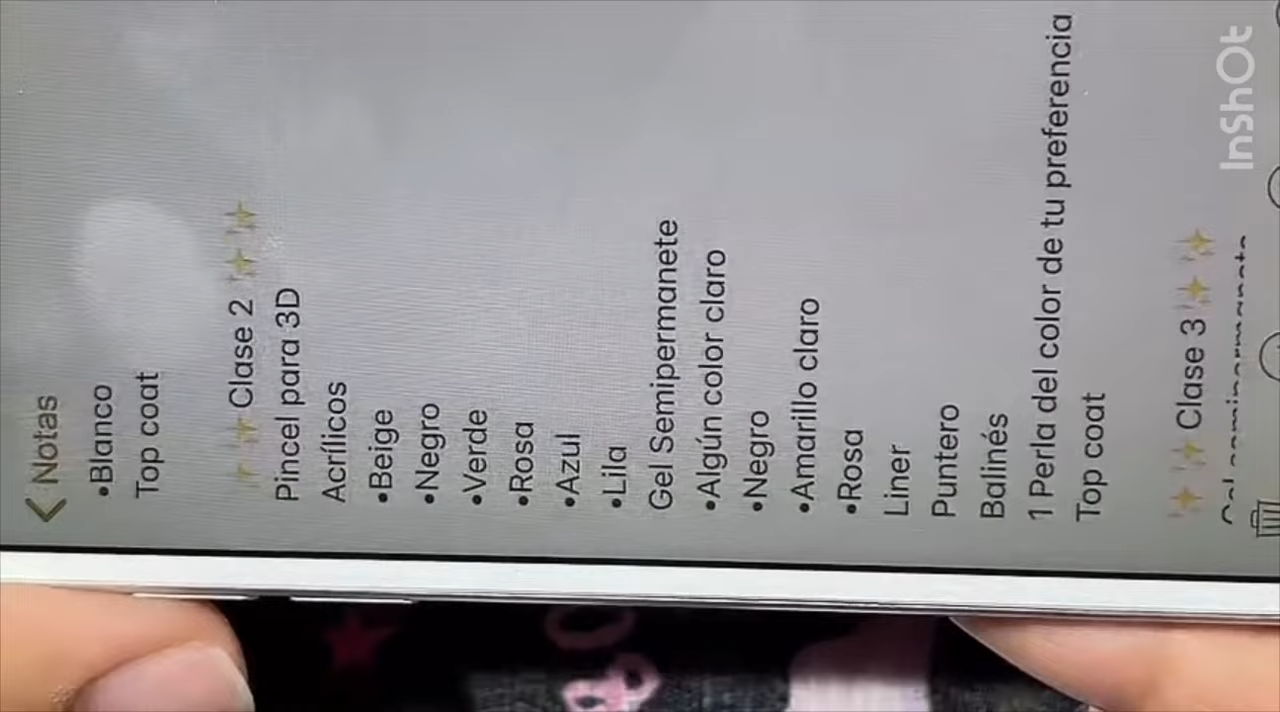 Notas
•Blanco
Top coat
✨✨ Clase 2 ✨✨
Pincel para 3D
Acrílicos
•Beige
•Negro
•Verde
•Rosa
•Azul
•Lila
Gel Semipermanete
•Algún color claro
•Negro
•Amarillo claro
•Rosa
Liner
Puntero
Balinés
1 Perla del color de tu preferencia
Top coat
✨✨ Clase 3 ✨✨
InShOt